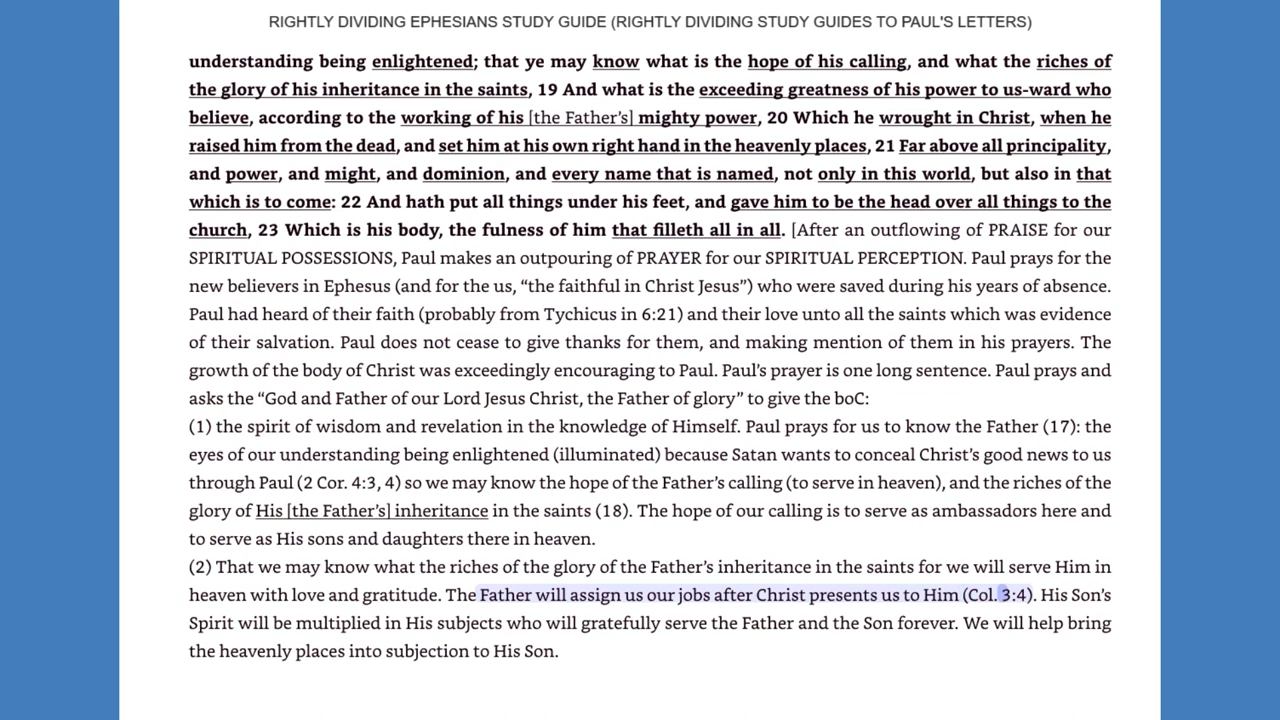 RIGHTLY DIVIDING EPHESIANS STUDY GUIDE (RIGHTLY DIVIDING STUDY GUIDES TO PAUL'S LETTERS)
understanding being enlightened; that ye may know what is the hope of his calling, and what the riches of
the glory of his inheritance in the saints, 19 And what is the exceeding greatness of his power to us-ward who
believe, according to the working of his [the Father's] mighty power, 20 Which he wrought in Christ, when he
raised him from the dead, and set him at his own right hand in the heavenly places, 21 Far above all principality,
and power, and might, and dominion, and every name that is named, not only in this world, but also in that
which is to come: 22 And hath put all things under his feet, and gave him to be the head over all things to the
church, 23 Which is his body, the fulness of him that filleth all in all. [After an outflowing of PRAISE for our
SPIRITUAL POSSESSIONS, Paul makes an outpouring of PRAYER for our SPIRITUAL PERCEPTION. Paul prays for the
new believers in Ephesus (and for the us, “the faithful in Christ Jesus”) who were saved during his years of absence.
Paul had heard of their faith (probably from Tychicus in 6:21) and their love unto all the saints which was evidence
of their salvation. Paul does not cease to give thanks for them, and making mention of them in his prayers. The
growth of the body of Christ was exceedingly encouraging to Paul. Paul's prayer is one long sentence. Paul prays and
asks the “God and Father of our Lord Jesus Christ, the Father of glory” to give the boC:
(1) the spirit of wisdom and revelation in the knowledge of Himself. Paul prays for us to know the Father (17): the
eyes of our understanding being enlightened (illuminated) because Satan wants to conceal Christ's good news to us
through Paul (2 Cor. 4:3, 4) so we may know the hope of the Father's calling (to serve in heaven), and the riches of the
glory of His [the Father's] inheritance in the saints (18). The hope of our calling is to serve as ambassadors here and
to serve as His sons and daughters there in heaven.
(2) That we may know what the riches of the glory of the Father's inheritance in the saints for we will serve Him in
heaven with love and gratitude. The Father will assign us our jobs after Christ presents us to Him (Col. 3:4). His Son's
Spirit will be multiplied in His subjects who will gratefully serve the Father and the Son forever. We will help bring
the heavenly places into subjection to His Son.